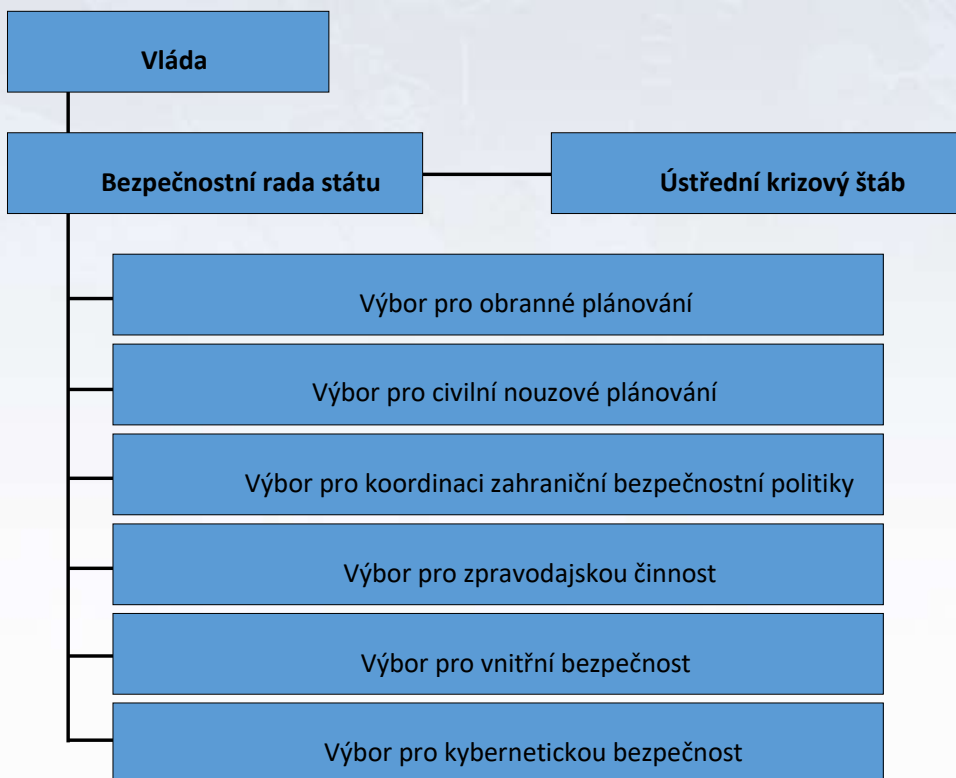 Vláda
Bezpečnostní rada státu
Ústřední krizový štáb
Výbor pro obranné plánování
Výbor pro civilní nouzové plánování
Výbor pro koordinaci zahraniční bezpečnostní politiky
Výbor pro zpravodajskou činnost
Výbor pro vnitřní bezpečnost
Výbor pro kybernetickou bezpečnost